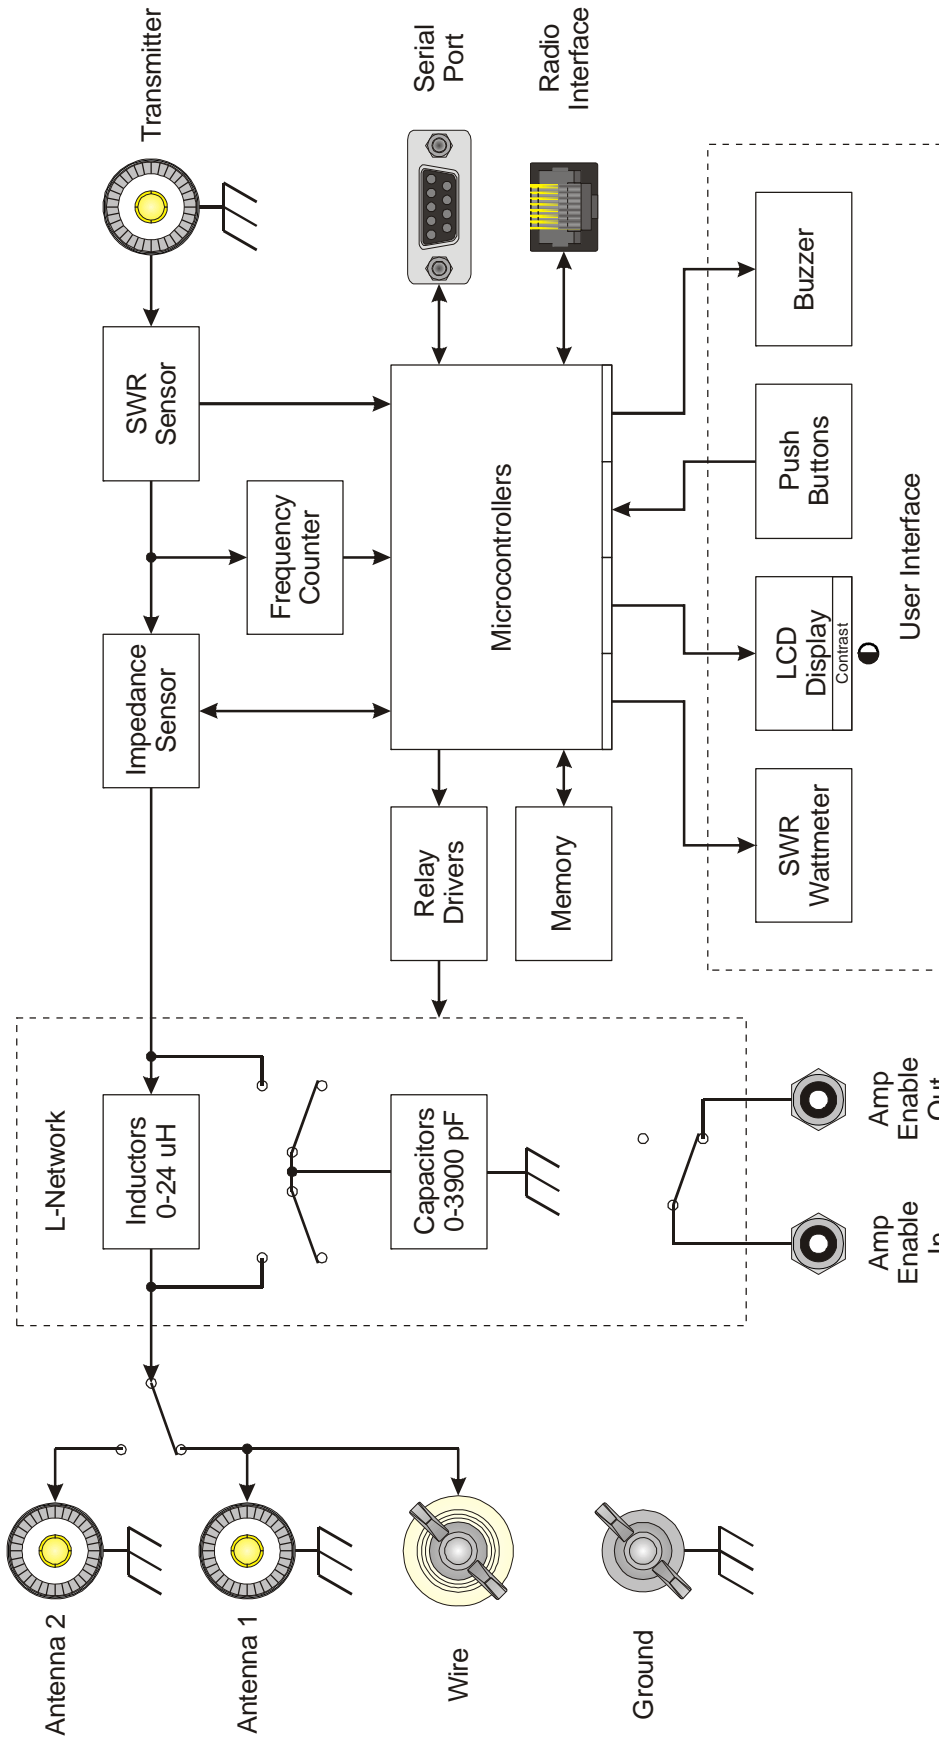 Antenna 2
Antenna 1
Wire
Ground
L-Network
Inductors
0-24 uH
Capacitors
0-3900 pF
Amp
Enable
In
Amp
Enable
Out
Impedance
Sensor
SWR
Sensor
Transmitter
Frequency
Counter
Relay
Drivers
Memory
Microcontrollers
Serial
Port
Radio
Interface
SWR
Wattmeter
LCD
Display
Contrast
Push
Buttons
Buzzer
User Interface